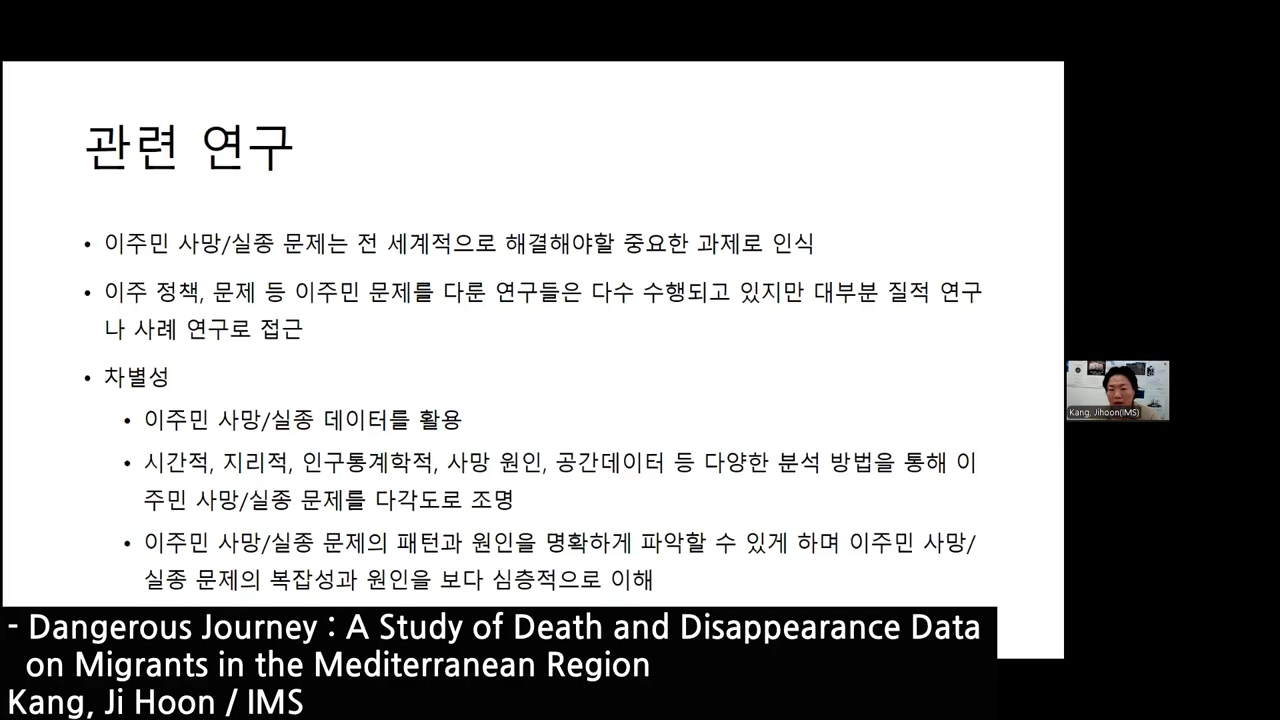 관련 연구
• 이주민 사망/실종 문제는 전 세계적으로 해결해야할 중요한 과제로 인식
• 이주 정책, 문제 등 이주민 문제를 다룬 연구들은 다수 수행되고 있지만 대부분 질적 연구
나 사례 연구로 접근
• 차별성
• 이주민 사망/실종 데이터를 활용
• 시간적, 지리적, 인구통계학적, 사망 원인, 공간데이터 등 다양한 분석 방법을 통해 이
주민 사망/실종 문제를 다각도로 조명
• 이주민 사망/실종 문제의 패턴과 원인을 명확하게 파악할 수 있게 하며 이주민 사망/
실종 문제의 복잡성과 원인을 보다 심층적으로 이해
Kang, Jihoon(IMS)
- Dangerous Journey : A Study of Death and Disappearance Data
on Migrants in the Mediterranean Region
Kang, Ji Hoon / IMS